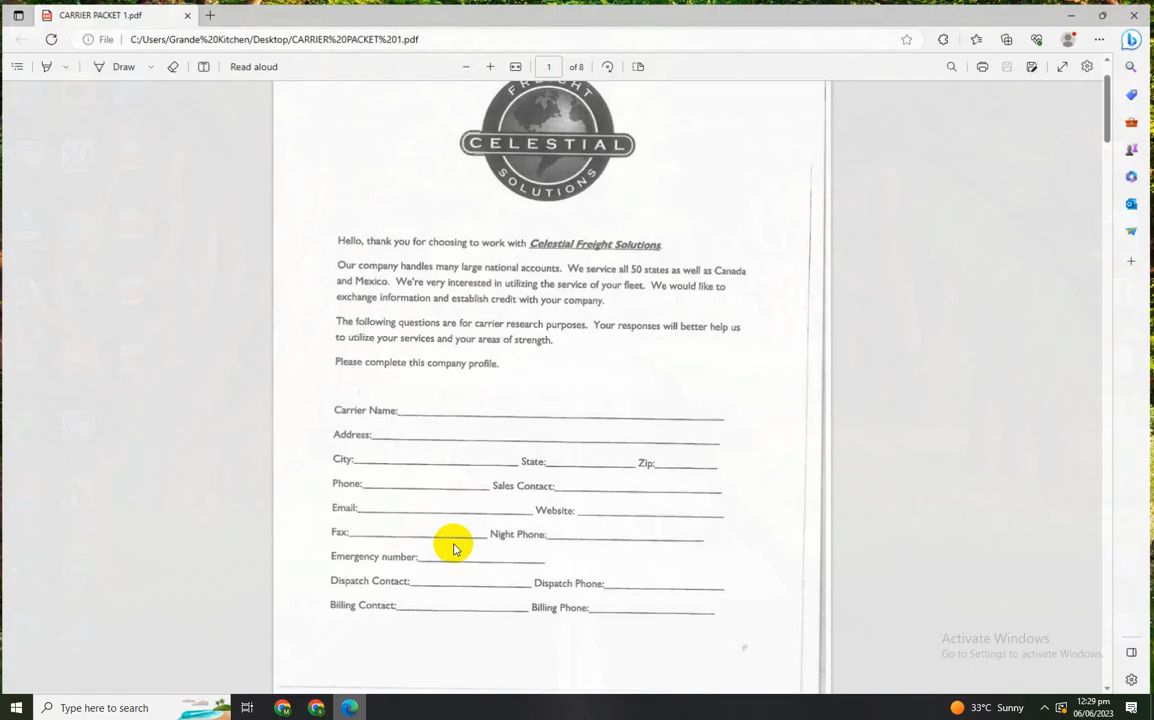 CARRIER PACKET 1.pdf
File C:/Users/Grande%20Kitchen/Desktop/CARRIER%20PACKET%201.pdf
Draw
Read aloud
1 of 8
FREIGHT
CELESTIAL
SOLUTIONS
Hello, thank you for choosing to work with Celestial Freight Solutions.
Our company handles many large national accounts. We service all 50 states as well as Canada
and Mexico. We're very interested in utilizing the service of your fleet. We would like to
exchange information and establish credit with your company.
The following questions are for carrier research purposes. Your responses will better help us
to utilize your services and your areas of strength.
Please complete this company profile.
Carrier Name:
Address:
City: State: Zip:
Phone: Sales Contact:
Email: Website:
Fax: Night Phone:
Emergency number:
Dispatch Contact: Dispatch Phone:
Billing Contact: Billing Phone:
Activate Windows
Go to Settings to activate Windows.
Type here to search
33°C Sunny
12:29 pm
06/06/2023